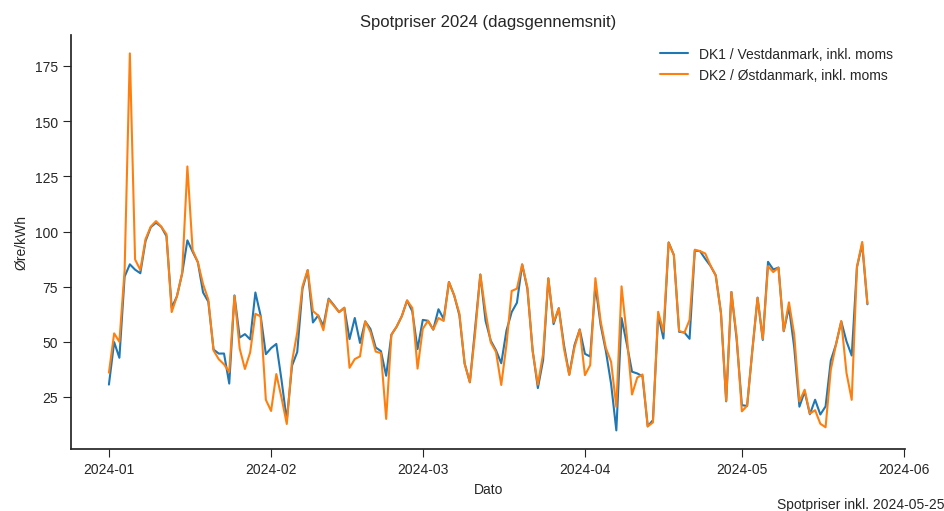 Spotpriser 2024 (dagsgennemsnit)
DK1 / Vestdanmark, inkl. moms
DK2 / Østdanmark, inkl. moms
175
150
125
100
75
50
25
Øre/kWh
2024-01
2024-02
2024-03
2024-04
2024-05
2024-06
Dato
Spotpriser inkl. 2024-05-25